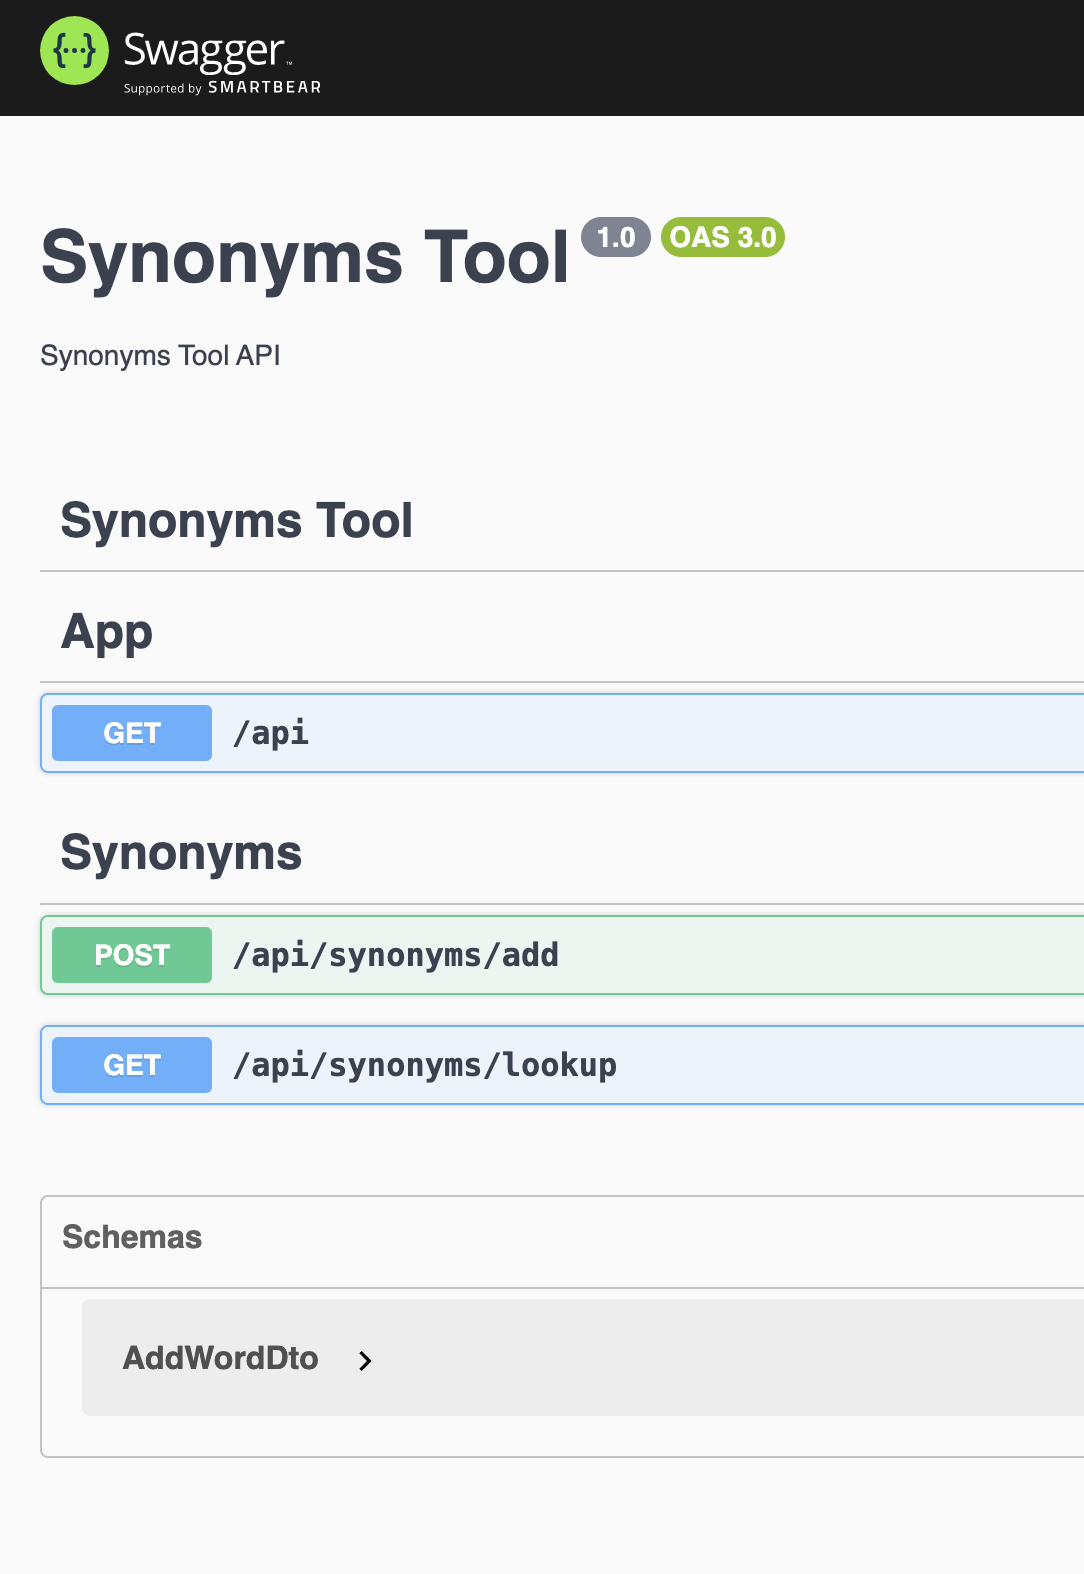 {···} Swagger™
Supported by SMARTBEAR
Synonyms Tool 1.0 OAS 3.0
Synonyms Tool API
Synonyms Tool
App
GET /api
Synonyms
POST /api/synonyms/add
GET /api/synonyms/lookup
Schemas
AddWordDto